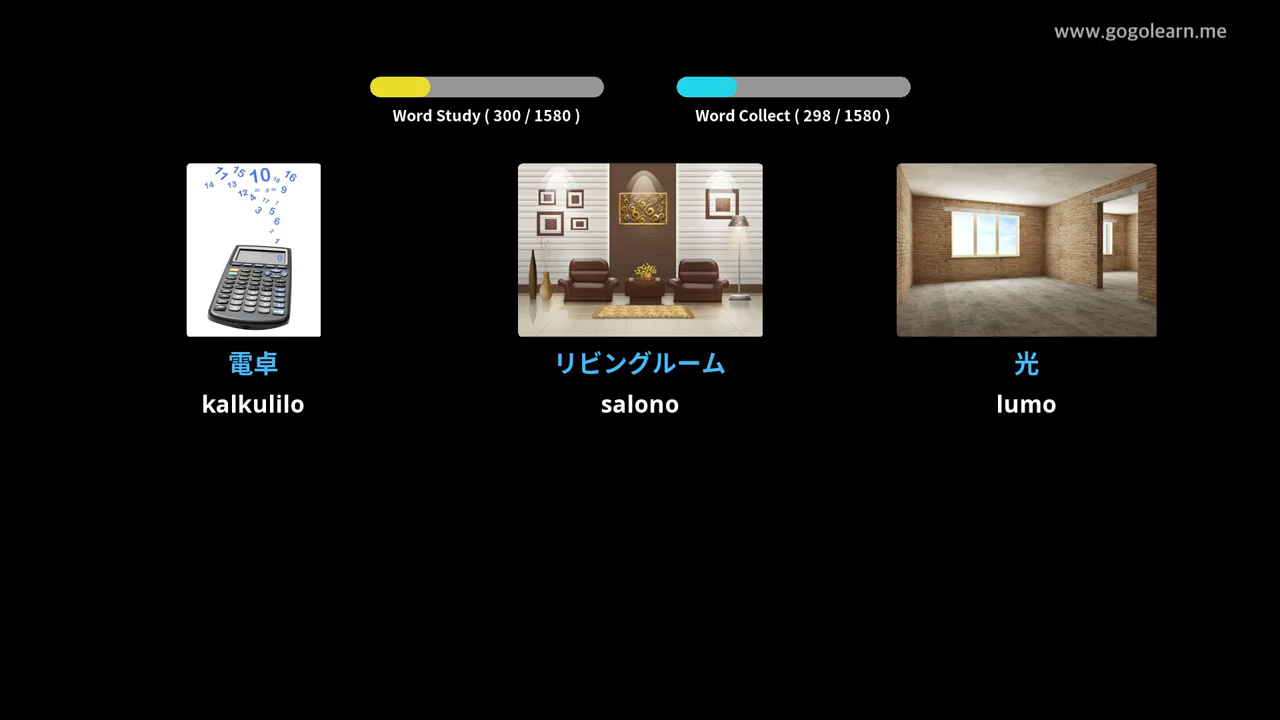 www.gogolearn.me
Word Study ( 300 / 1580 )
Word Collect ( 298 / 1580 )
電卓
kalkulilo
リビングルーム
salono
光
lumo